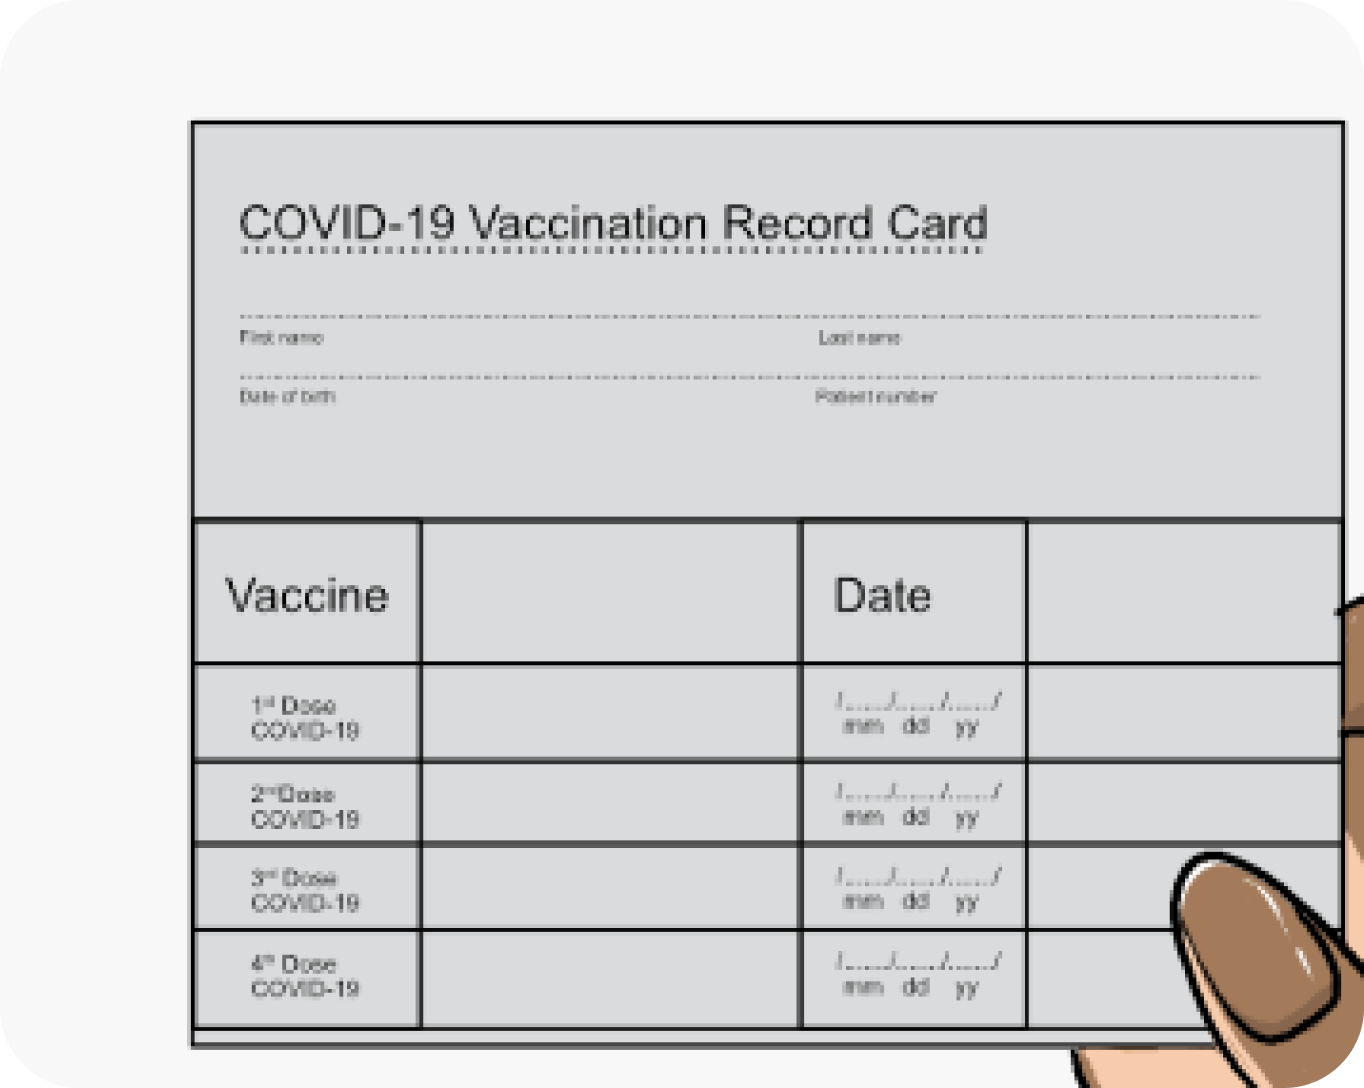 COVID-19 Vaccination Record Card
First name Last name
Date of birth Patient number
Vaccine Date
1st Dose /....../....../....../
COVID-19 mm dd yy
2nd Dose /....../....../....../
COVID-19 mm dd yy
3rd Dose /....../....../....../
COVID-19 mm dd yy
4th Dose /....../....../....../
COVID-19 mm dd yy